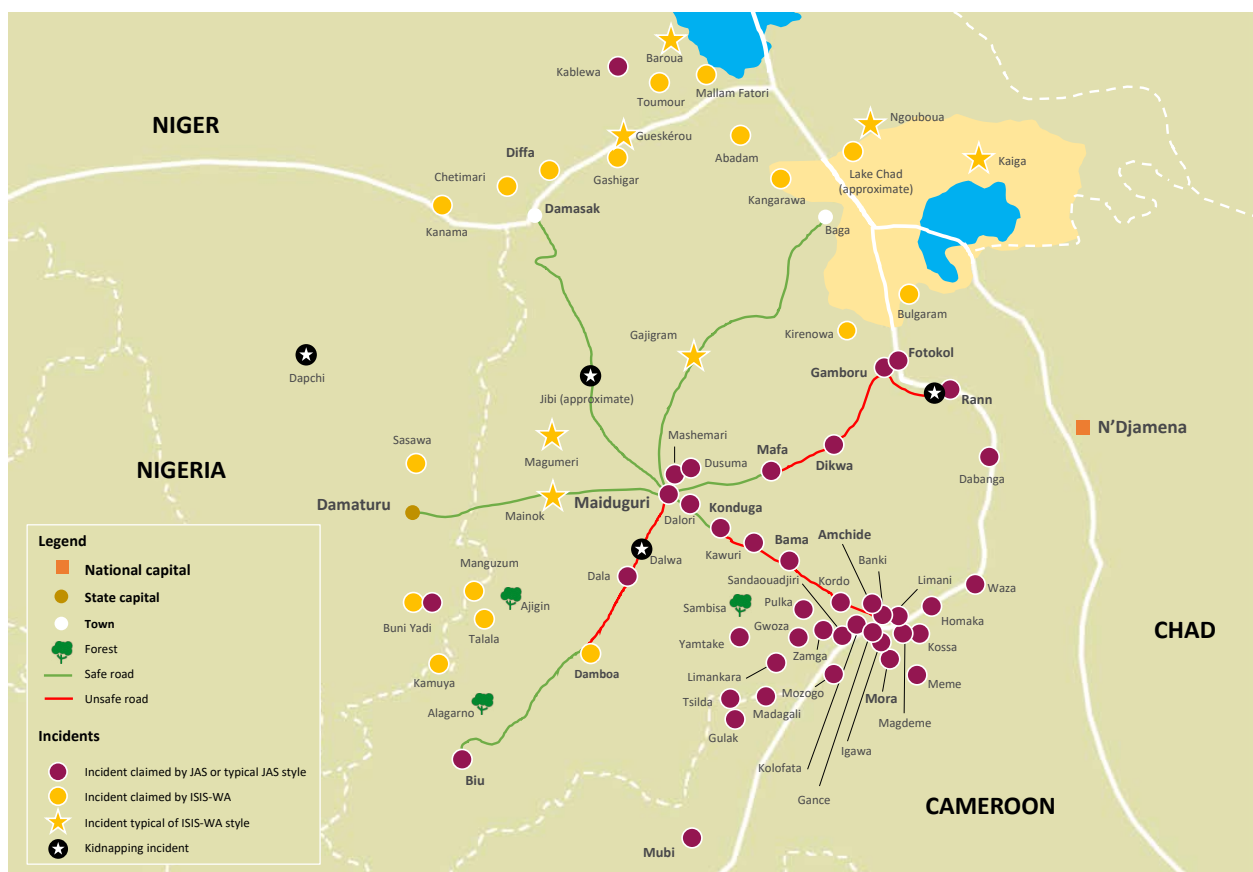 Baroua
Kablewa
Toumour
Mallam Fatori
NIGER
Ngouboua
Gueskérou
Abadam
Kaiga
Diffa
Gashigar
Lake Chad
(approximate)
Chetimari
Kangarawa
Damasak
Kanama
Baga
Bulgaram
Kirenowa
Gajigram
Fotokol
Gamboru
Dapchi
Jibi (approximate)
Rann
N'Djamena
Mashemari
Sasawa
Magumeri
Dusuma
Mafa
Dikwa
NIGERIA
Dabanga
Damaturu
Mainok
Maiduguri
Dalori
Konduga
Kawuri
Bama
Amchide
Banki
Dalwa
Limani
Sandaouadjiri
Kordo
Manguzum
Dala
Waza
Ajigin
Sambisa
Pulka
Homaka
Buni Yadi
Talala
Gwoza
Yamtake
Zamga
Kossa
CHAD
Kamuya
Damboa
Limankara
Mozogo
Mora
Meme
Alagarno
Tsilda
Madagali
Magdeme
Gulak
Igawa
Kolofata
Biu
Gance
CAMEROON
Mubi
Legend
National capital
State capital
Town
Forest
Safe road
Unsafe road
Incidents
Incident claimed by JAS or typical JAS style
Incident claimed by ISIS-WA
Incident typical of ISIS-WA style
Kidnapping incident